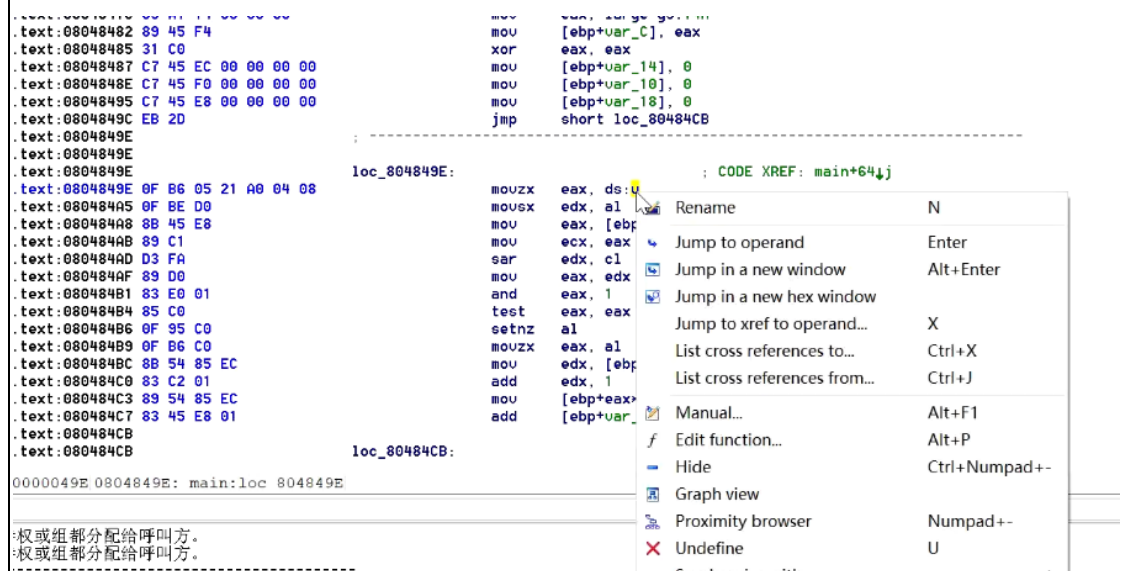 .text:08048482 89 45 F4 mov [ebp+var_C], eax
.text:08048485 31 C0 xor eax, eax
.text:08048487 C7 45 EC 00 00 00 00 mov [ebp+var_14], 0
.text:0804848E C7 45 F0 00 00 00 00 mov [ebp+var_10], 0
.text:08048495 C7 45 E8 00 00 00 00 mov [ebp+var_18], 0
.text:0804849C EB 2D jmp short loc_80484CB
.text:0804849E ; ---------------------------------------------------------------------------
.text:0804849E
.text:0804849E loc_804849E: ; CODE XREF: main+64↓j
.text:0804849E 0F B6 05 21 A0 04 08 movzx eax, ds:u
.text:080484A5 0F BE D0 movsx edx, al
.text:080484A8 8B 45 E8 mov eax, [ebp
.text:080484AB 89 C1 mov ecx, eax
.text:080484AD D3 FA sar edx, cl
.text:080484AF 89 D0 mov eax, edx
.text:080484B1 83 E0 01 and eax, 1
.text:080484B4 85 C0 test eax, eax
.text:080484B6 0F 95 C0 setnz al
.text:080484B9 0F B6 C0 movzx eax, al
.text:080484BC 8B 54 85 EC mov edx, [ebp
.text:080484C0 83 C2 01 add edx, 1
.text:080484C3 89 54 85 EC mov [ebp+eax*
.text:080484C7 83 45 E8 01 add [ebp+var_
.text:080484CB
.text:080484CB loc_80484CB:
0000049E 0804849E: main:loc_804849E
权或组都分配给呼叫方。
权或组都分配给呼叫方。
Rename N
Jump to operand Enter
Jump in a new window Alt+Enter
Jump in a new hex window
Jump to xref to operand... X
List cross references to... Ctrl+X
List cross references from... Ctrl+J
Manual... Alt+F1
Edit function... Alt+P
Hide Ctrl+Numpad+-
Graph view
Proximity browser Numpad+-
Undefine U